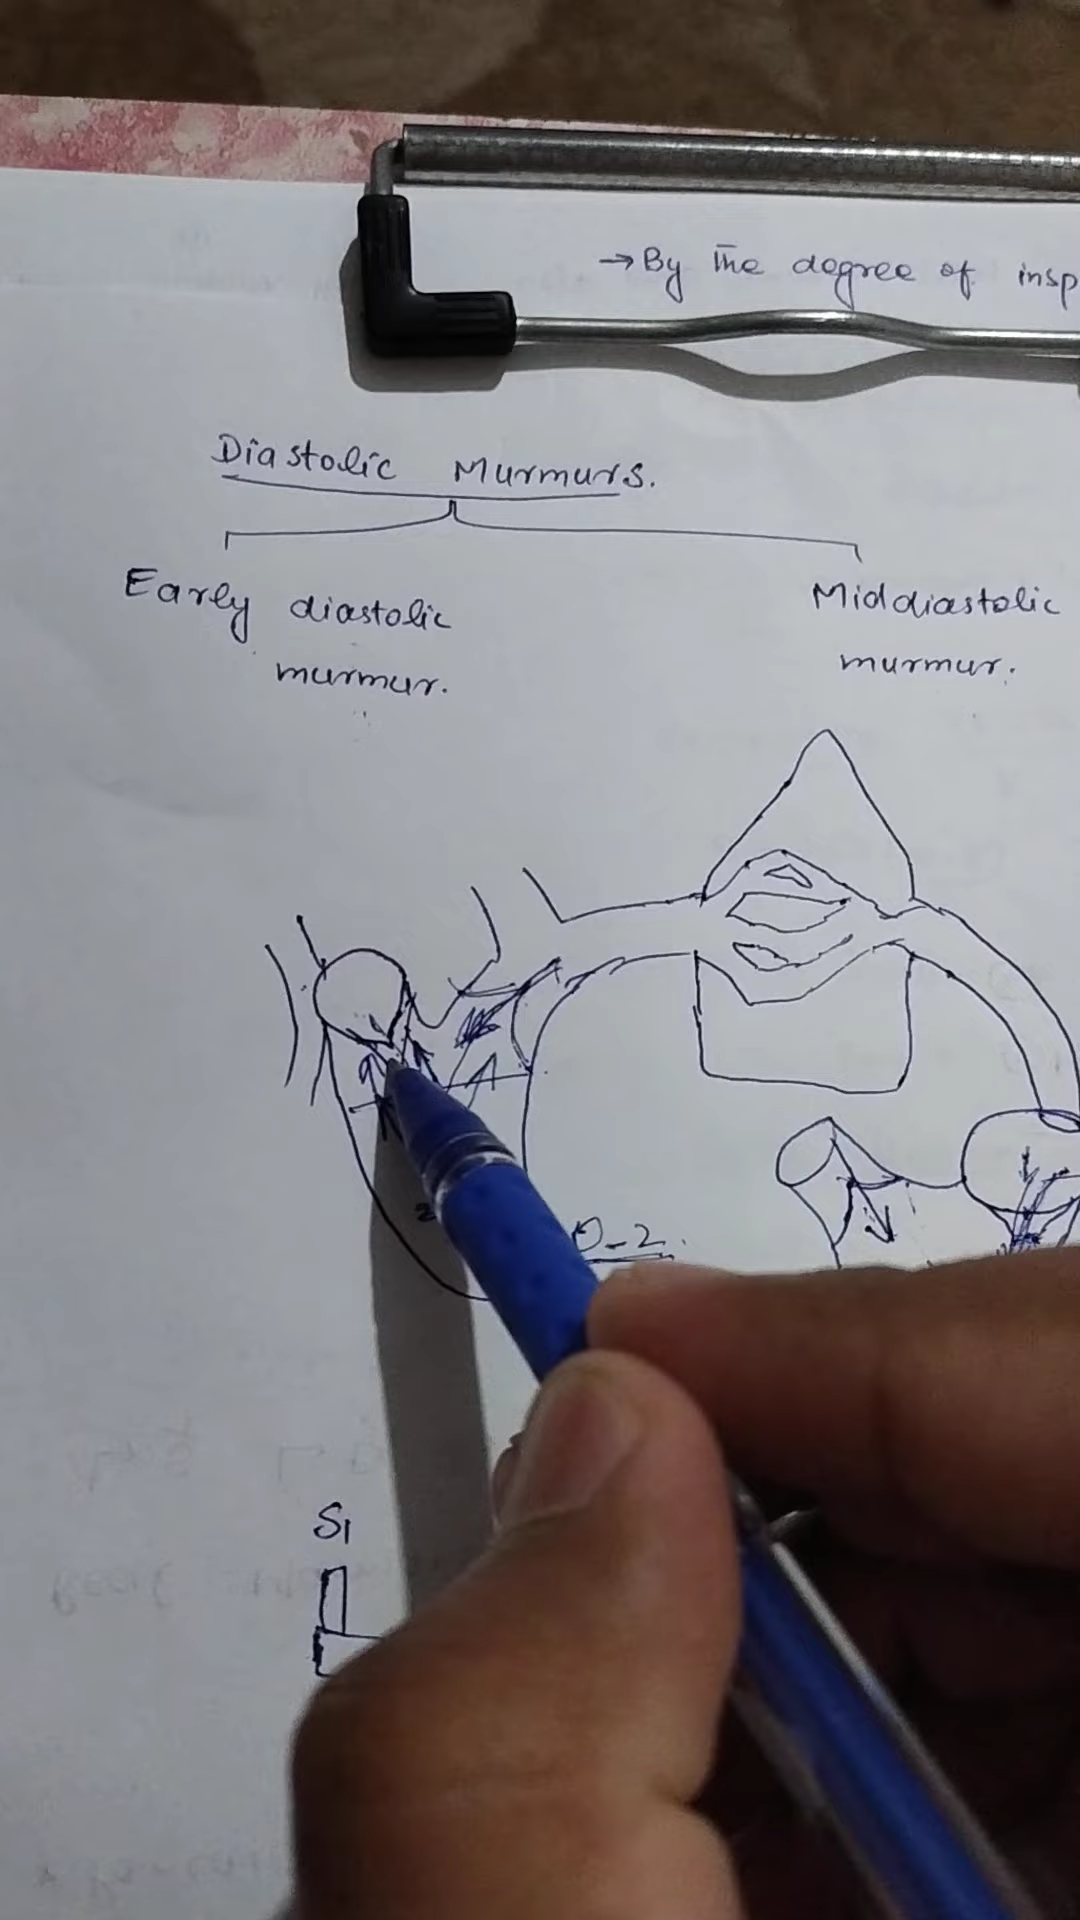 →By the degree of insp
Diastolic Murmurs.
Early diastolic
murmur.
Middiastolic
murmur.
S1